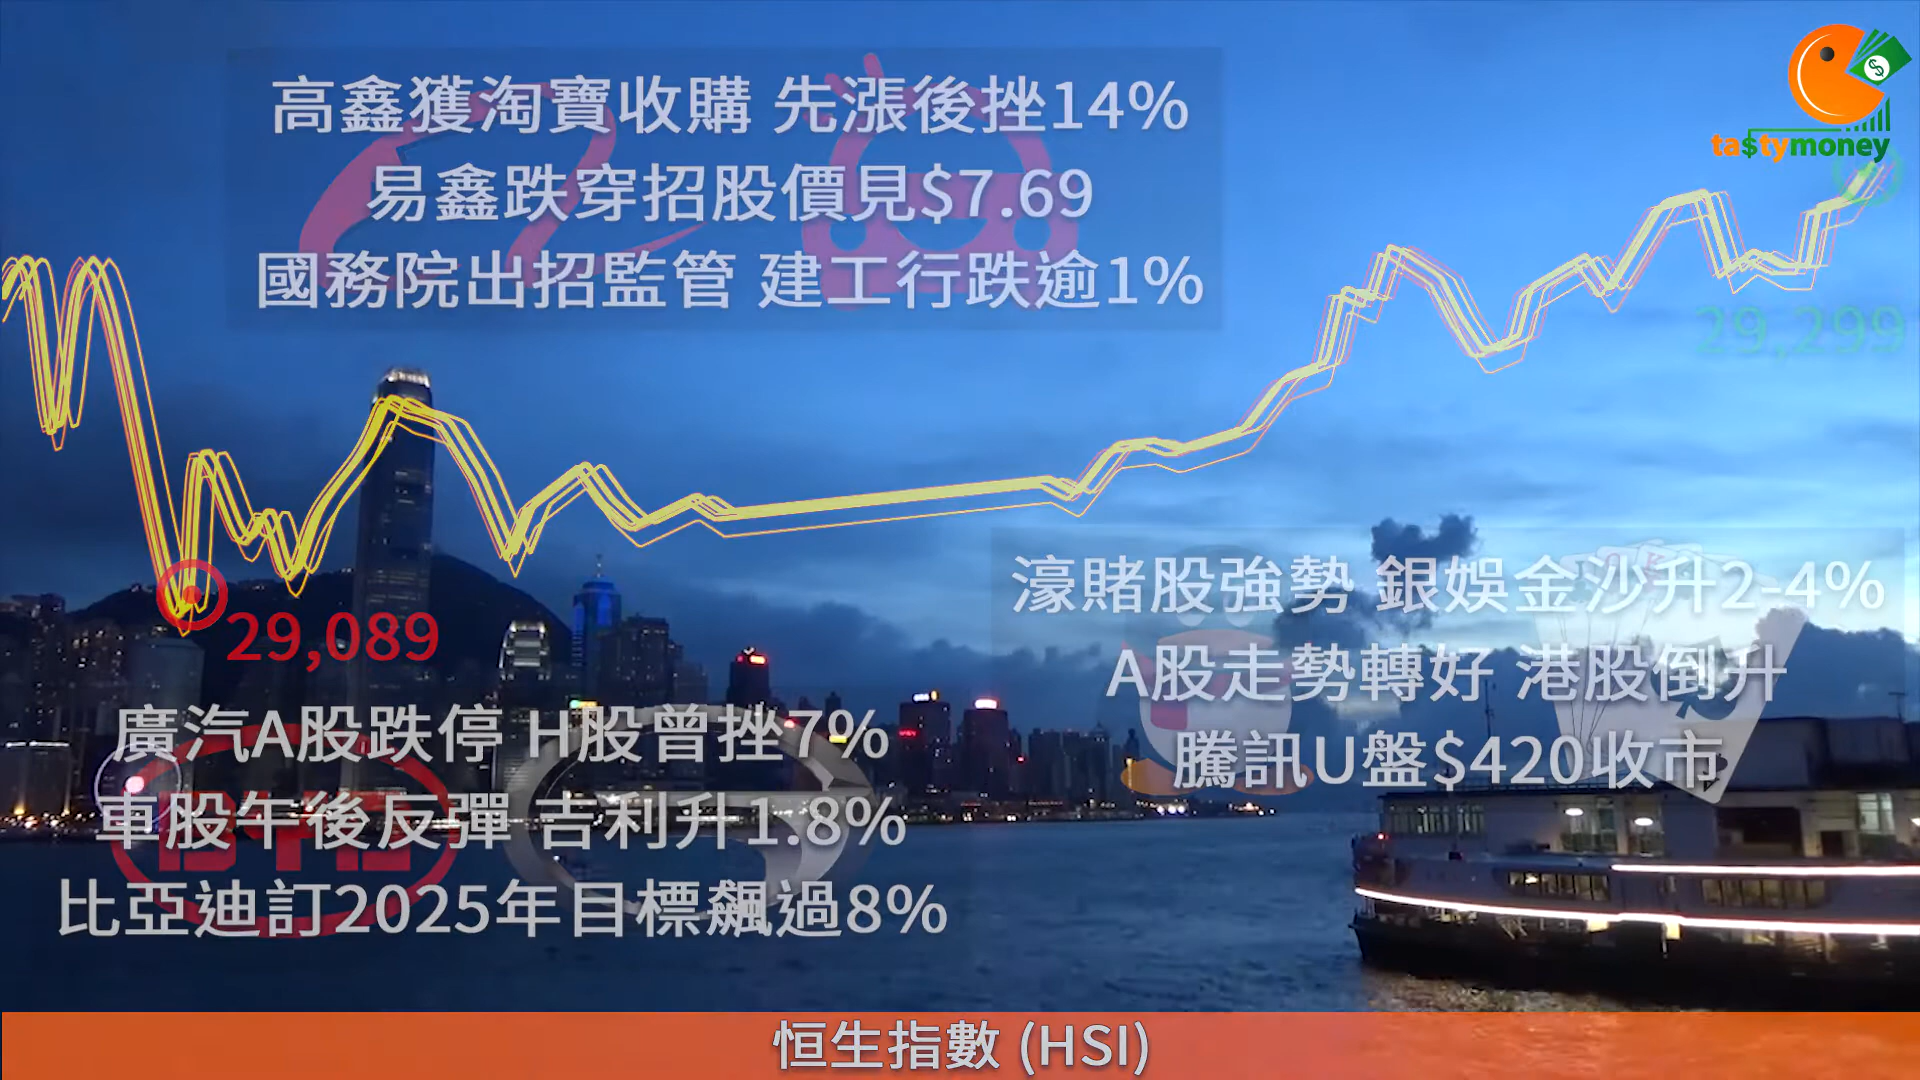 高鑫獲淘寶收購 先漲後挫14%
易鑫跌穿招股價見$7.69
國務院出招監管 建工行跌逾1%
ta$tymoney
29,299
29,089
濠賭股強勢 銀娛金沙升2-4%
A股走勢轉好 港股倒升
騰訊U盤$420收市
廣汽A股跌停 H股曾挫7%
車股午後反彈 吉利升1.8%
比亞迪訂2025年目標飆過8%
恒生指數 (HSI)